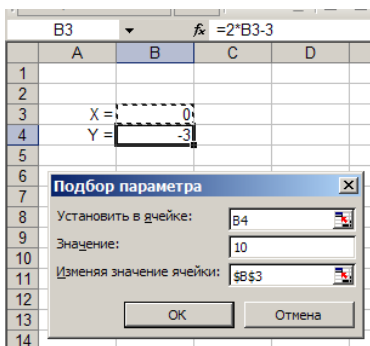 B3 fx =2*B3-3
A B C D
1
2
3 X = 0
4 Y = -3
5
6
7 Подбор параметра
8 Установить в ячейке: B4
9 Значение: 10
10
11 Изменяя значение ячейки: $B$3
12
13 ОК Отмена
14